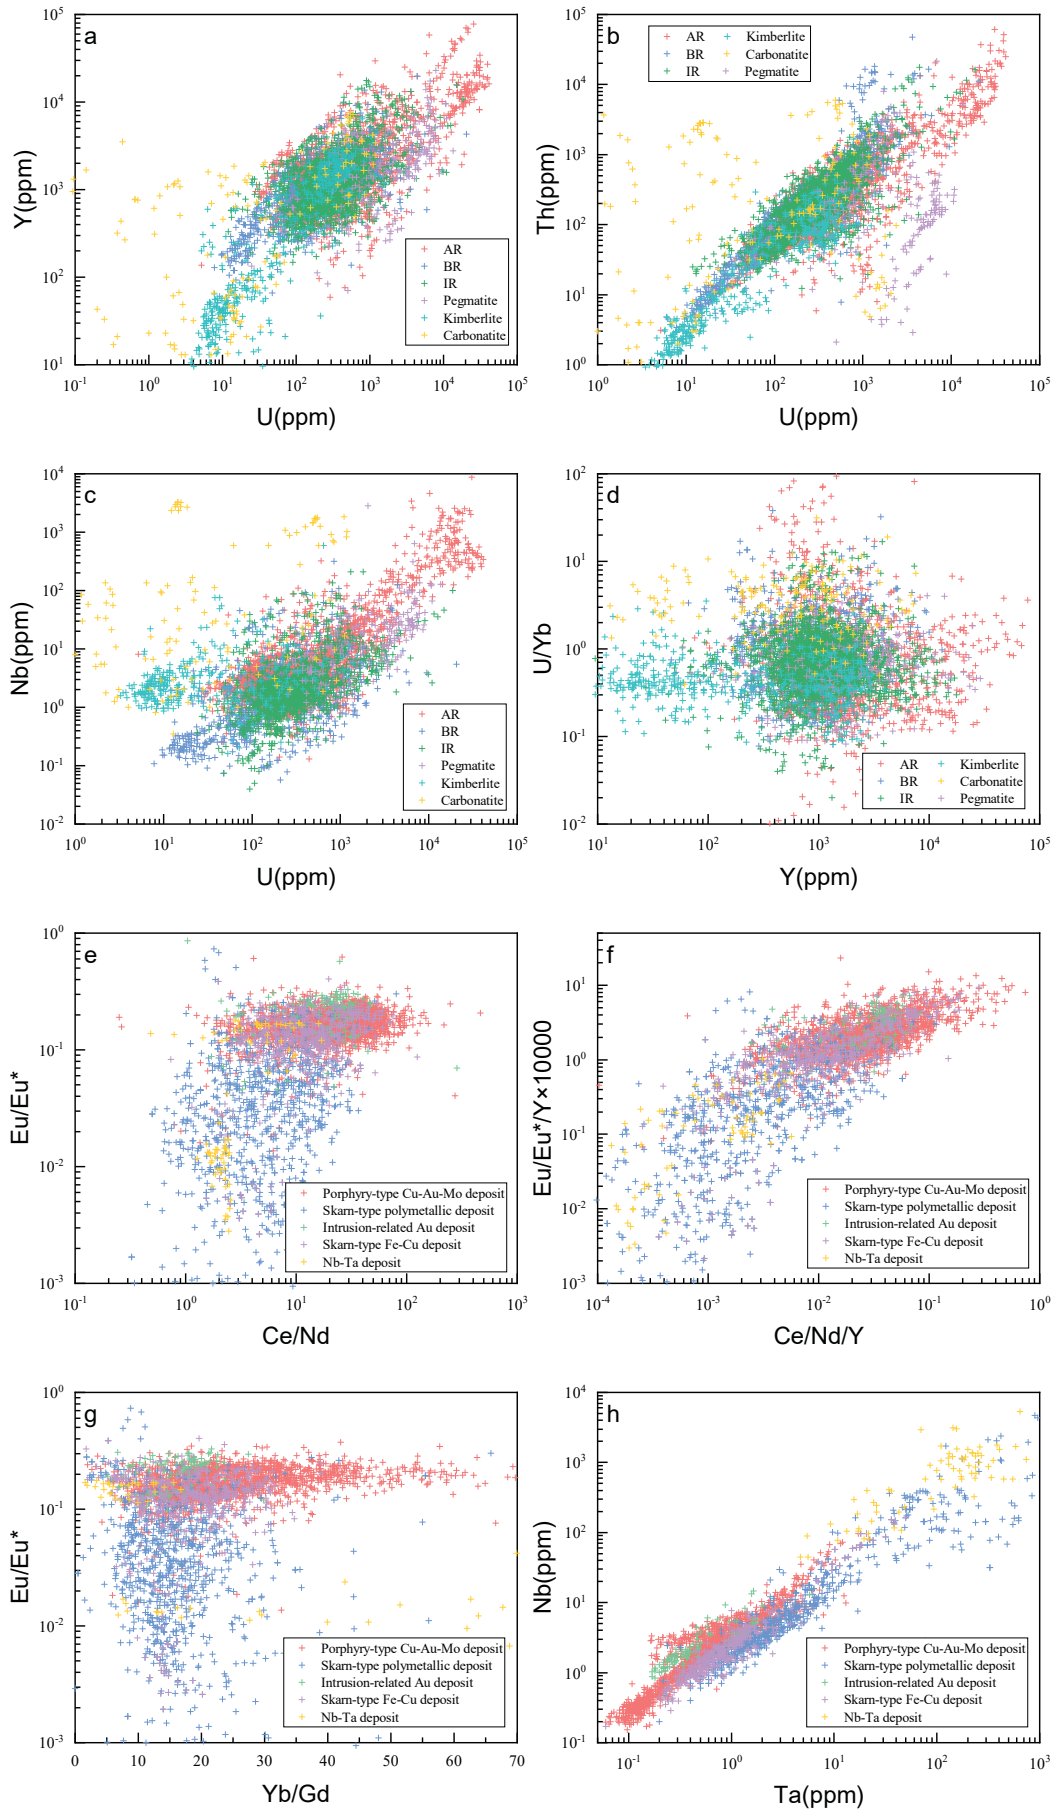 a
10^5
10^4
10^3
10^2
10^1
Y(ppm)
AR
BR
IR
Pegmatite
Kimberlite
Carbonatite
10^-1 10^0 10^1 10^2 10^3 10^4 10^5
U(ppm)
b
AR Kimberlite
BR Carbonatite
IR Pegmatite
10^5
10^4
10^3
10^2
10^1
10^0
Th(ppm)
10^0 10^1 10^2 10^3 10^4 10^5
U(ppm)
c
10^4
10^3
10^2
10^1
10^0
10^-1
10^-2
Nb(ppm)
AR
BR
IR
Pegmatite
Kimberlite
Carbonatite
10^0 10^1 10^2 10^3 10^4 10^5
U(ppm)
d
10^2
10^1
10^0
10^-1
10^-2
U/Yb
AR Kimberlite
BR Carbonatite
IR Pegmatite
10^1 10^2 10^3 10^4 10^5
Y(ppm)
e
10^0
10^-1
10^-2
10^-3
Eu/Eu*
Porphyry-type Cu-Au-Mo deposit
Skarn-type polymetallic deposit
Intrusion-related Au deposit
Skarn-type Fe-Cu deposit
Nb-Ta deposit
10^-1 10^0 10^1 10^2 10^3
Ce/Nd
f
10^1
10^0
10^-1
10^-2
10^-3
Eu/Eu*/Y×10000
Porphyry-type Cu-Au-Mo deposit
Skarn-type polymetallic deposit
Intrusion-related Au deposit
Skarn-type Fe-Cu deposit
Nb-Ta deposit
10^-4 10^-3 10^-2 10^-1 10^0
Ce/Nd/Y
g
10^0
10^-1
10^-2
10^-3
Eu/Eu*
Porphyry-type Cu-Au-Mo deposit
Skarn-type polymetallic deposit
Intrusion-related Au deposit
Skarn-type Fe-Cu deposit
Nb-Ta deposit
0 10 20 30 40 50 60 70
Yb/Gd
h
10^4
10^3
10^2
10^1
10^0
10^-1
Nb(ppm)
Porphyry-type Cu-Au-Mo deposit
Skarn-type polymetallic deposit
Intrusion-related Au deposit
Skarn-type Fe-Cu deposit
Nb-Ta deposit
10^-1 10^0 10^1 10^2 10^3
Ta(ppm)